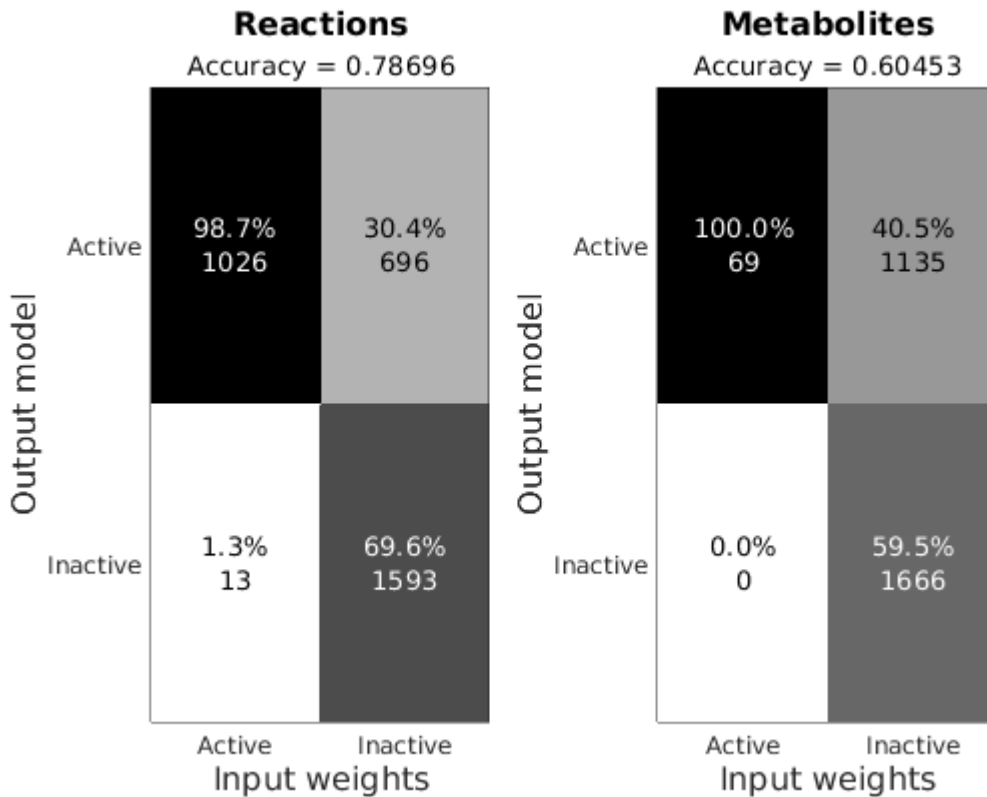 Reactions
Accuracy = 0.78696
Output model
Active
98.7%
1026
30.4%
696
Inactive
1.3%
13
69.6%
1593
Active
Inactive
Input weights
Metabolites
Accuracy = 0.60453
Output model
Active
100.0%
69
40.5%
1135
Inactive
0.0%
0
59.5%
1666
Active
Inactive
Input weights